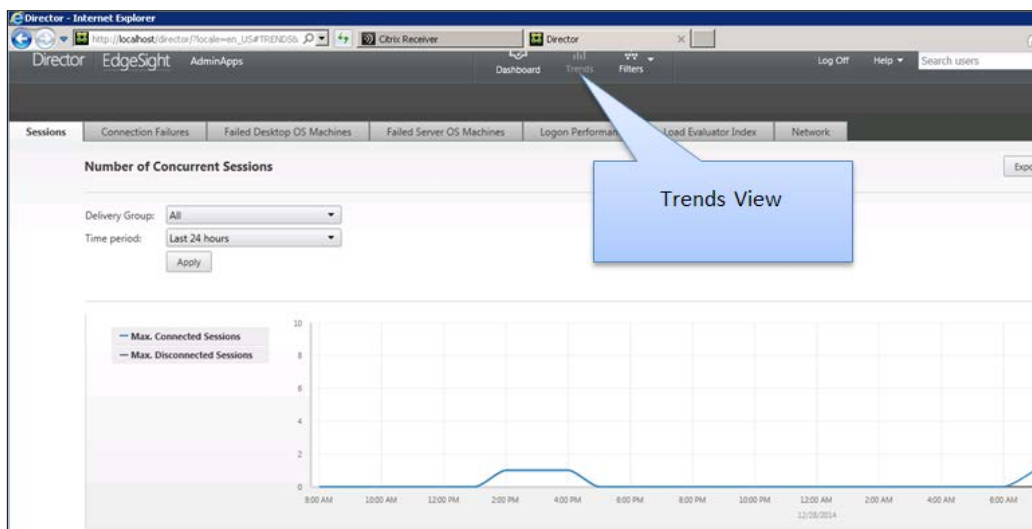 Director - Internet Explorer
http://localhost/director/?locale=en_US#TRENDS&
Citrix Receiver
Director
Director EdgeSight AdminApps
Dashboard
Trends
Filters
Log Off
Help
Search users
Sessions
Connection Failures
Failed Desktop OS Machines
Failed Server OS Machines
Logon Performan
Load Evaluator Index
Network
Number of Concurrent Sessions
Expo
Trends View
Delivery Group: All
Time period: Last 24 hours
Apply
Max. Connected Sessions
Max. Disconnected Sessions
10
8
6
4
2
0
8:00 AM 10:00 AM 12:00 PM 2:00 PM 4:00 PM 6:00 PM 8:00 PM 10:00 PM 12:00 AM 2:00 AM 4:00 AM 6:00 AM
12/28/2014